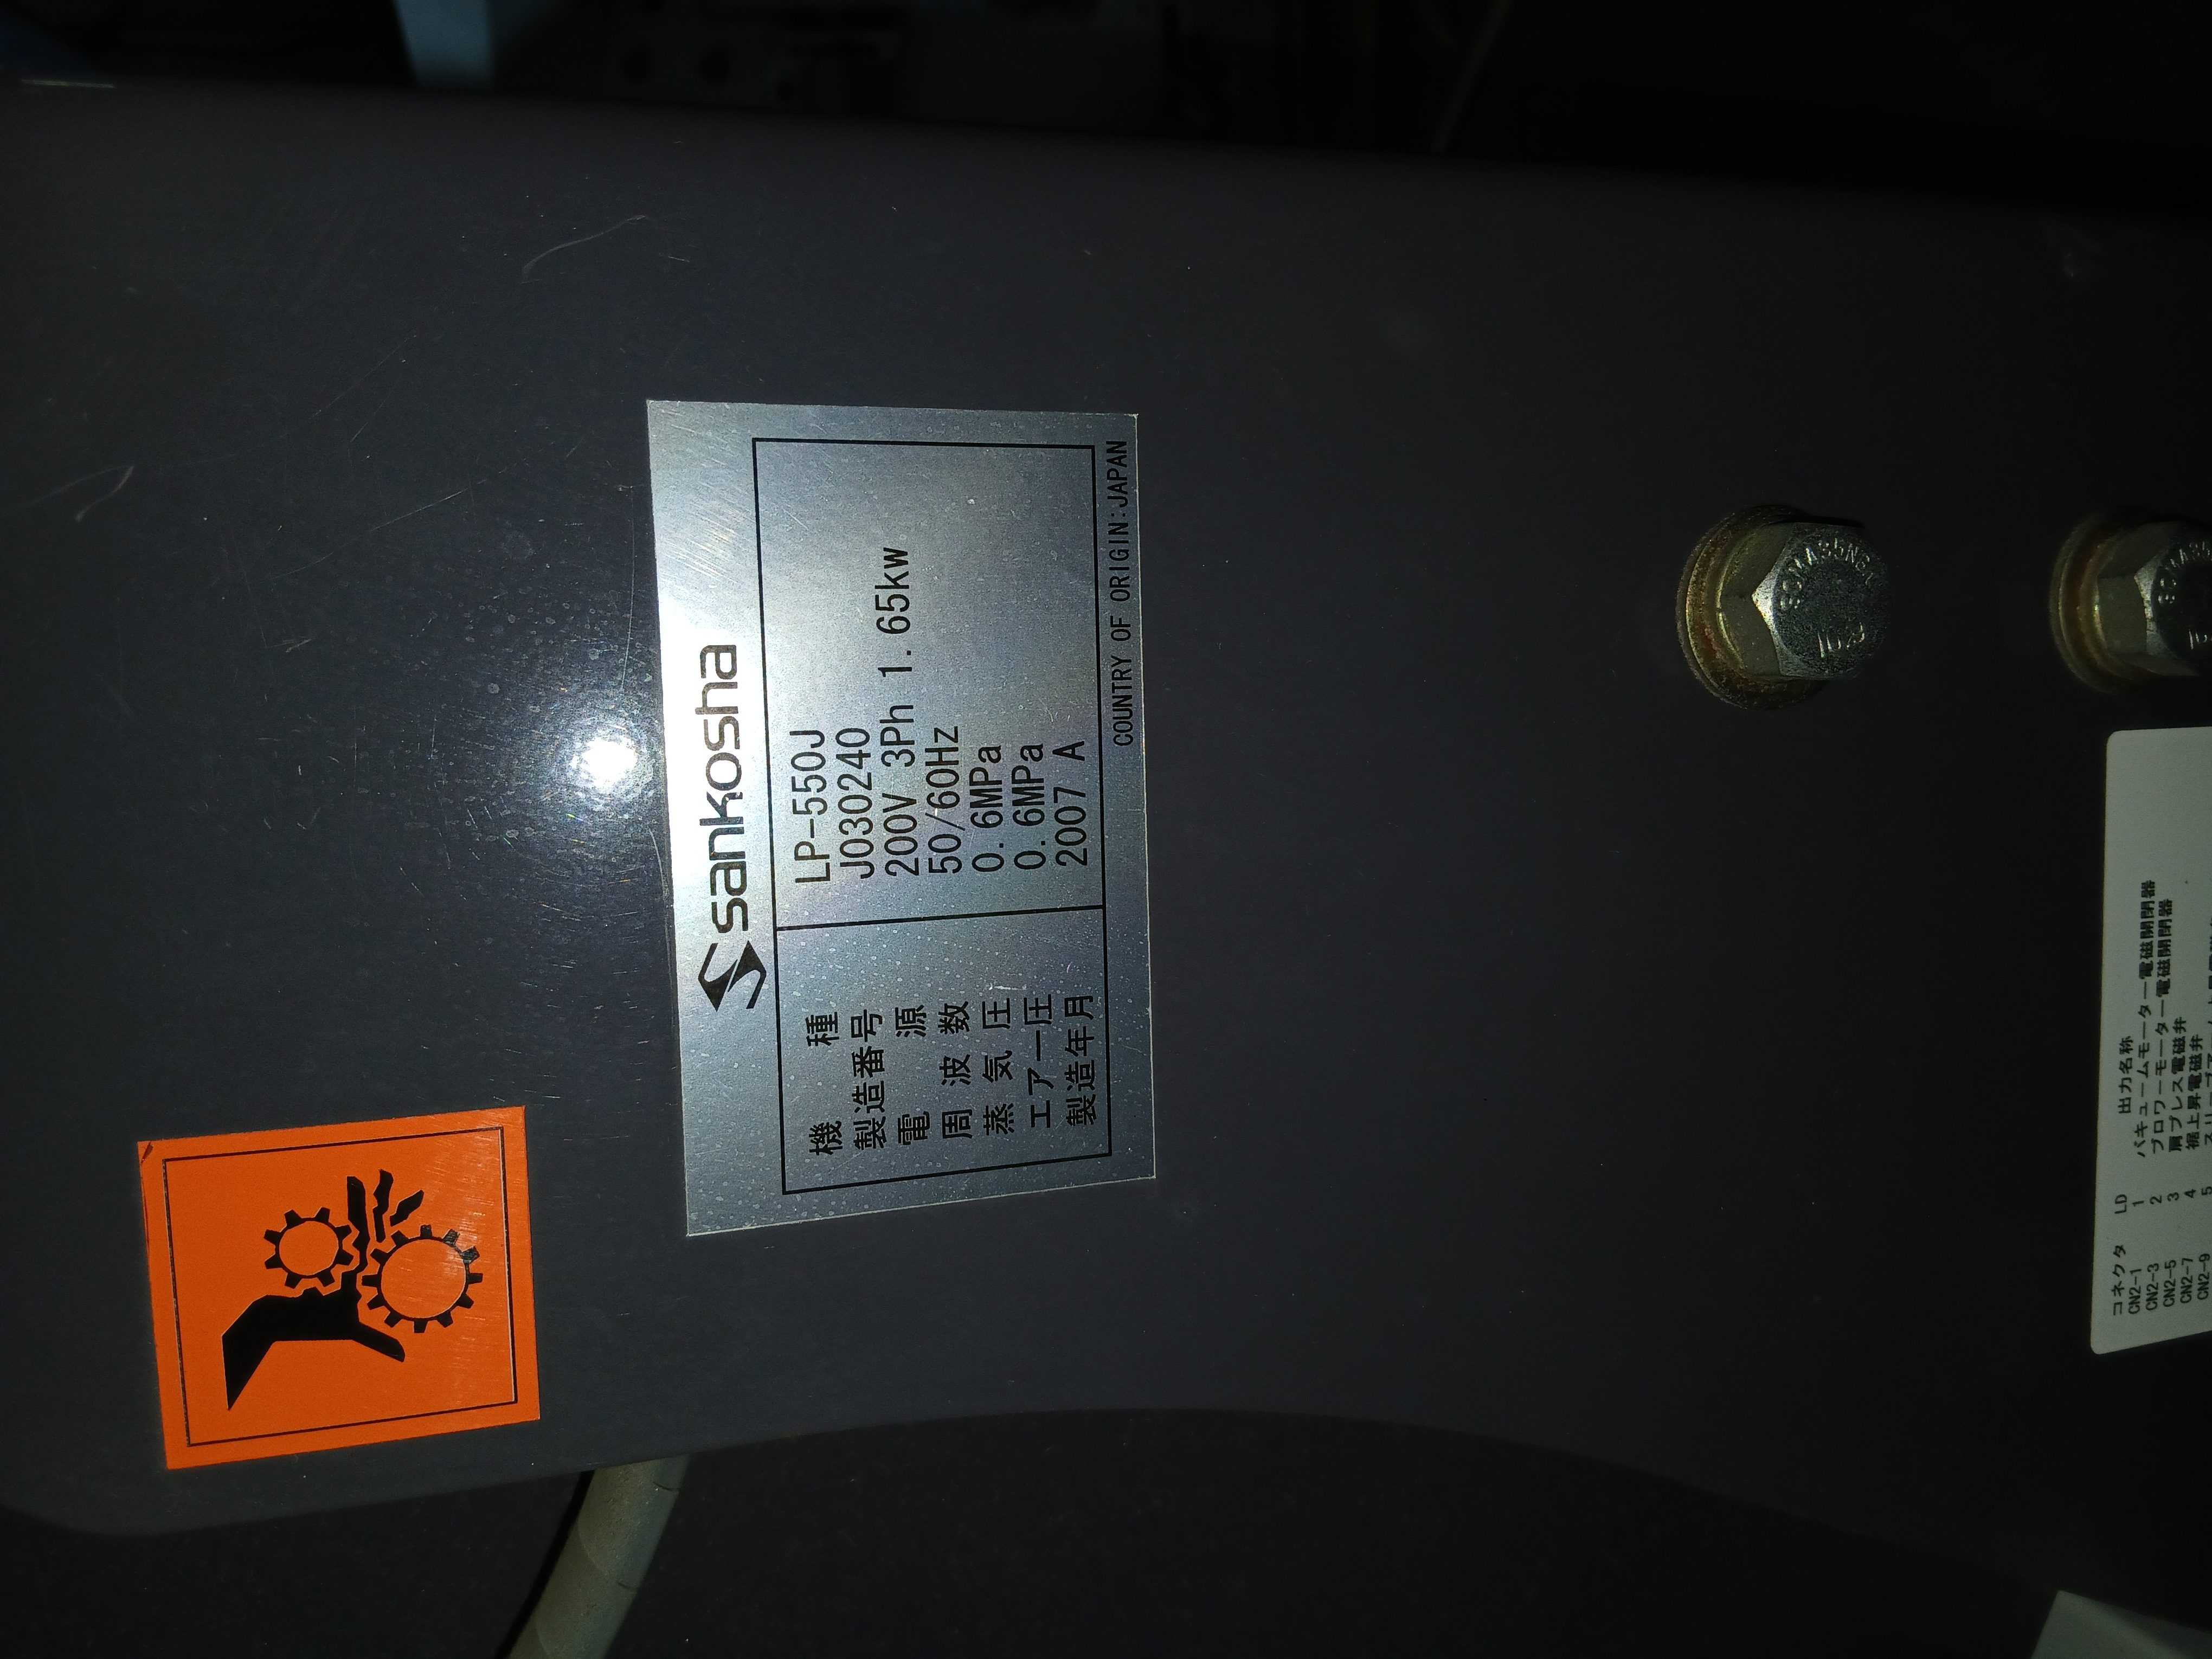 sankosha
機種 LP-550J
製造番号 J030240
電源 200V 3Ph 1.65kw
周波数 50/60Hz
蒸気圧 0.6MPa
エアー圧 0.6MPa
製造年月 2007 A
COUNTRY OF ORIGIN:JAPAN
コネクタ LD 出力名称
CN2-1 1 バキュームモーター電磁開閉器
CN2-3 2 ブロワーモーター電磁開閉器
CN2-5 3 肩プレス電磁弁
CN2-7 4 裾上昇電磁弁
CN2-9 5